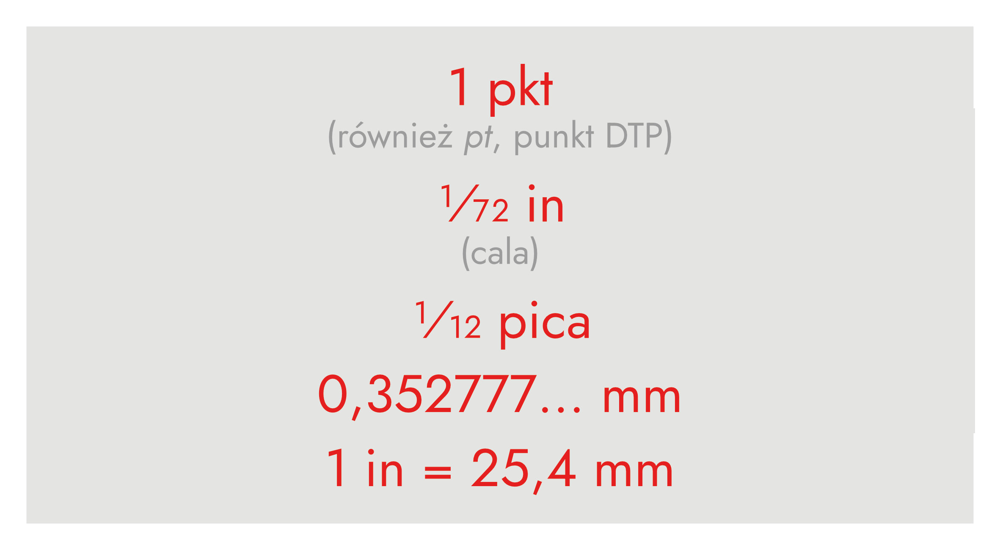 1 pkt
(również pt, punkt DTP)
1⁄72 in
(cala)
1⁄12 pica
0,352777... mm
1 in = 25,4 mm